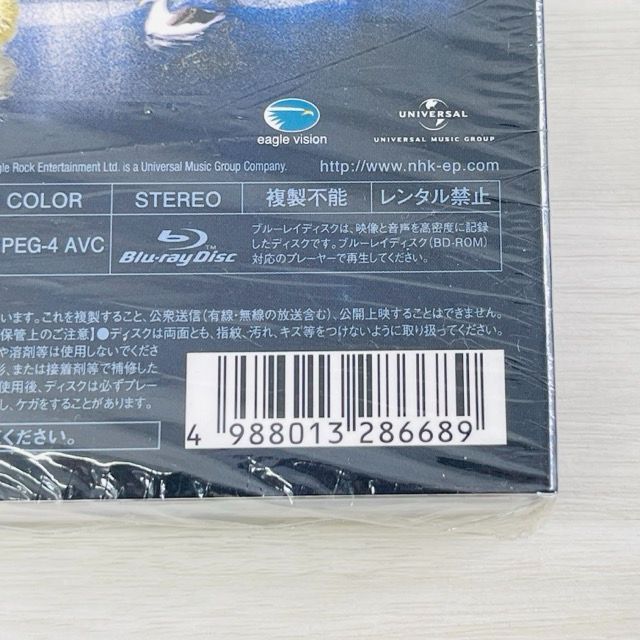 eagle vision
UNIVERSAL
UNIVERSAL MUSIC GROUP
Rock Entertainment Ltd. is a Universal Music Group Company.
http://www.nhk-ep.com
COLOR
STEREO
複製不能
レンタル禁止
PEG-4 AVC
Blu-ray Disc™
ブルーレイディスクは、映像と音声を高密度に記録
したディスクです。ブルーレイディスク(BD-ROM)
対応のプレーヤーで再生してください。
います。これを複製すること、公衆送信(有線・無線の放送含む)、公開上映することはできません。
保管上のご注意】●ディスクは両面とも、指紋、汚れ、キズ等をつけないように取り扱ってください。
や溶剤等は使用しないでくださ
または接着剤等で補修した
使用後、ディスクは必ずプレー
し、ケガをすることがあります。
ください。
4 988013 286689